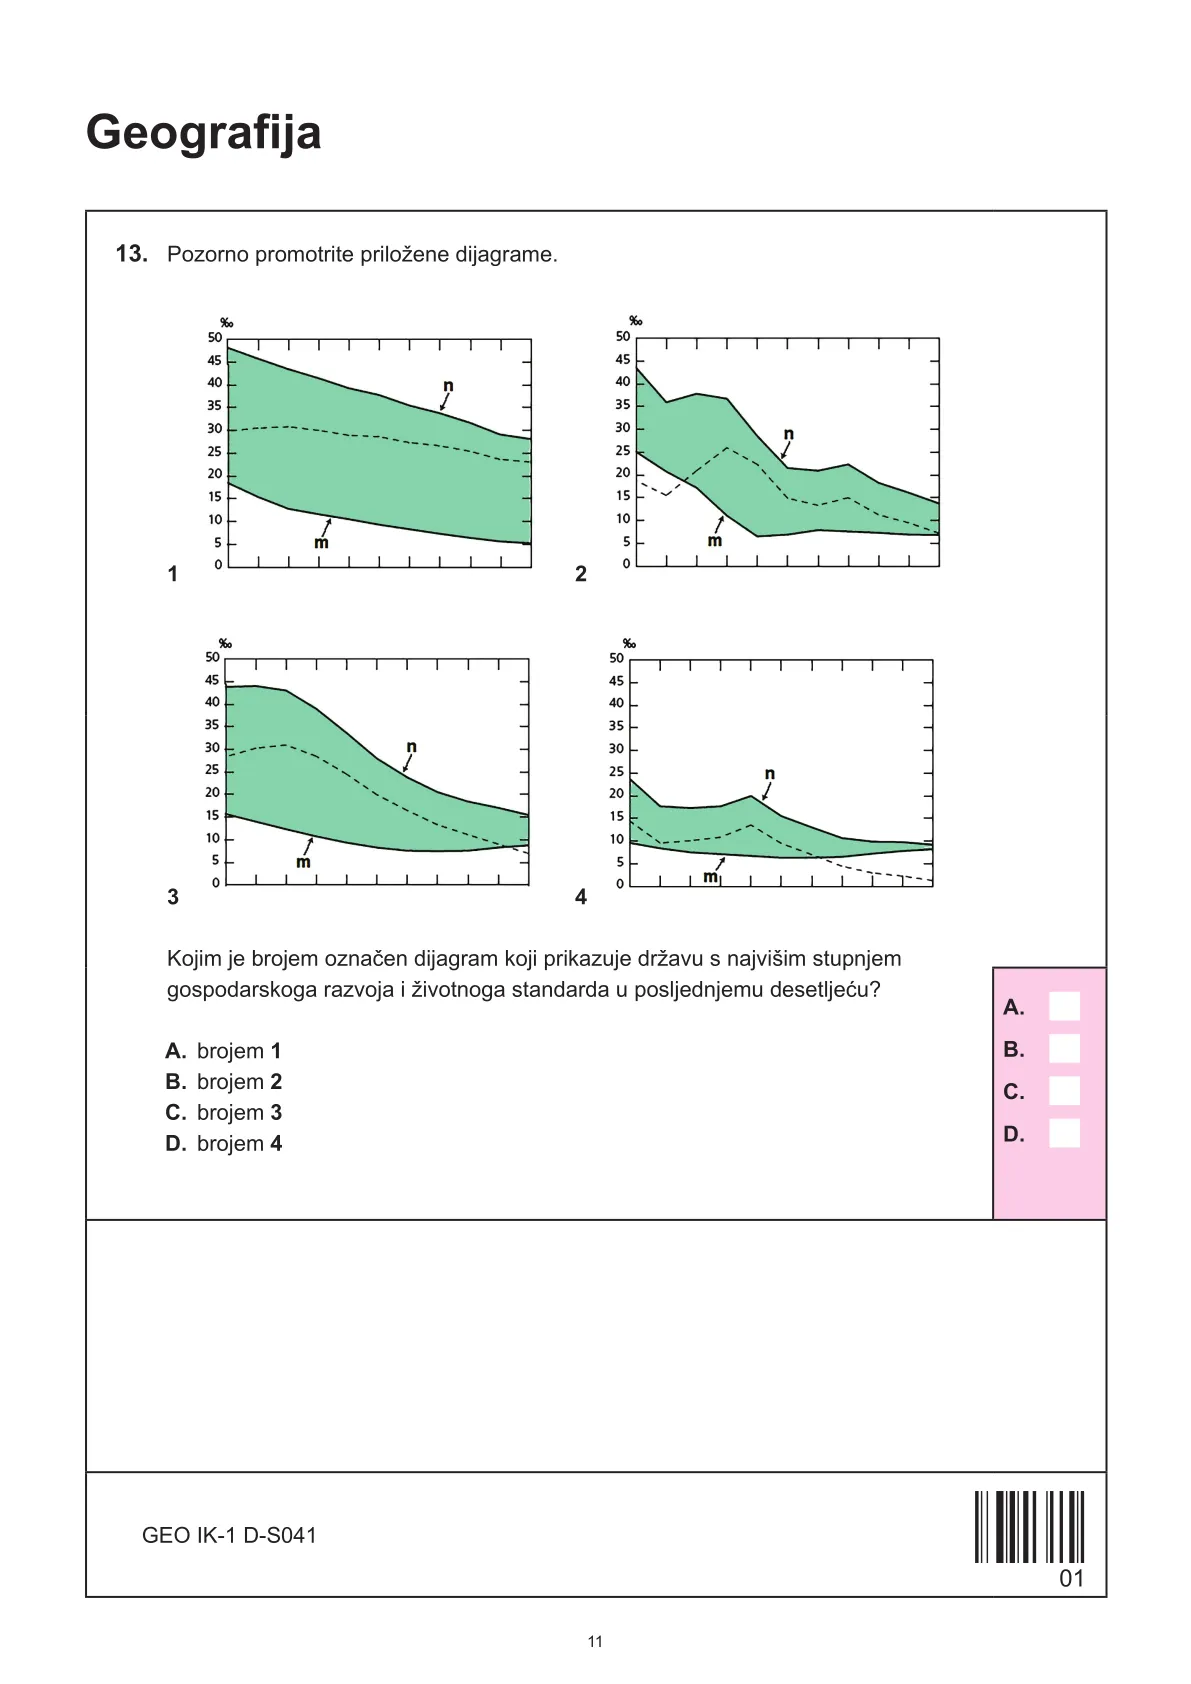 Geografija
13. Pozorno promotrite priložene dijagrame.
‰
50
45
40
35
30
25
20
15
10
5
0
n
m
1
‰
50
45
40
35
30
25
20
15
10
5
0
n
m
2
‰
50
45
40
35
30
25
20
15
10
5
0
n
m
3
‰
50
45
40
35
30
25
20
15
10
5
0
n
m
4
Kojim je brojem označen dijagram koji prikazuje državu s najvišim stupnjem
gospodarskoga razvoja i životnoga standarda u posljednjemu desetljeću?
A. brojem 1
B. brojem 2
C. brojem 3
D. brojem 4
A.
B.
C.
D.
GEO IK-1 D-S041
01
11